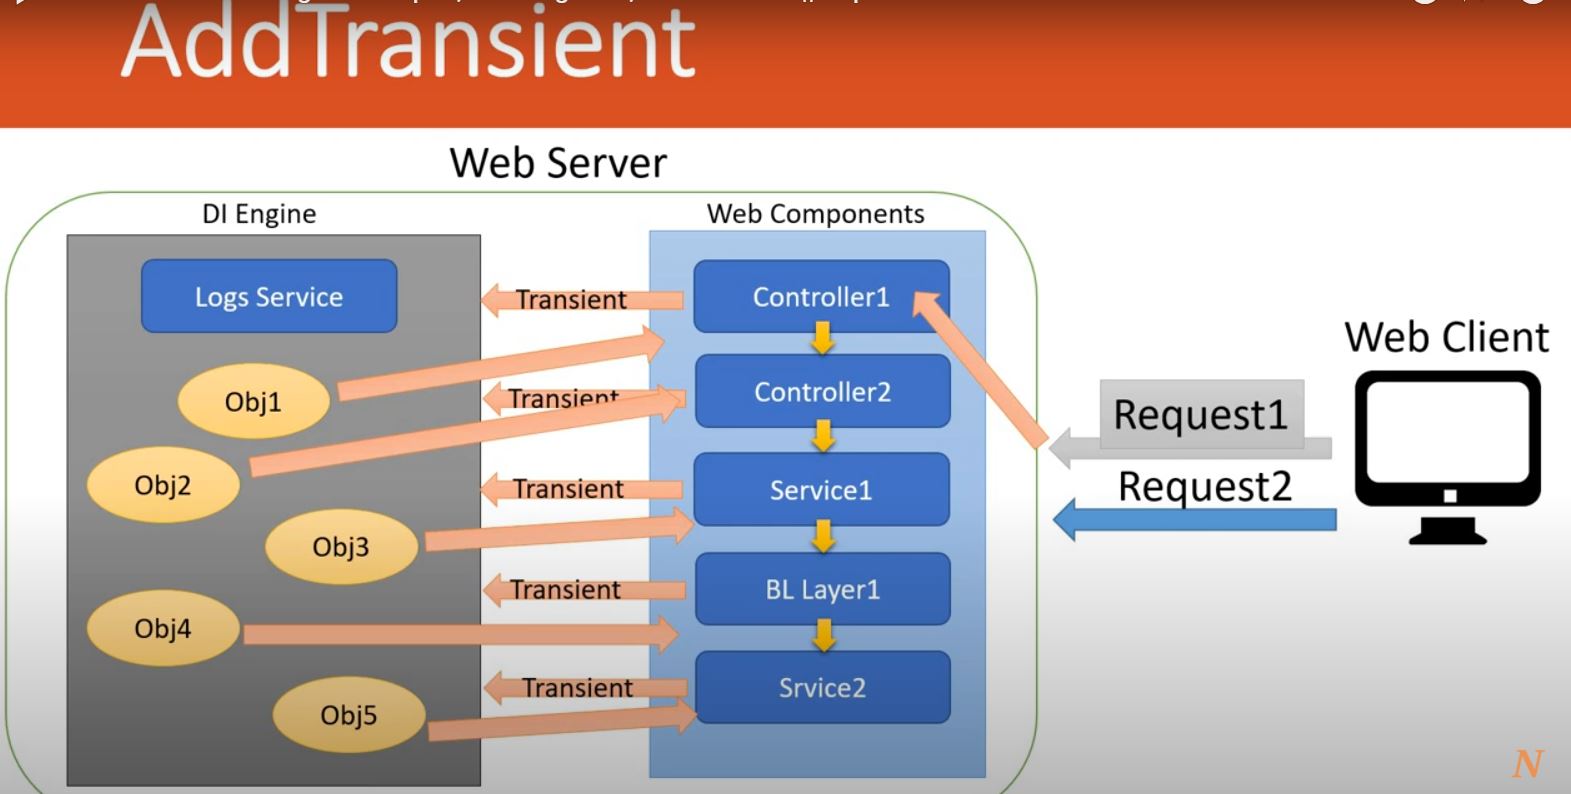 AddTransient
Web Server
DI Engine
Web Components
Logs Service
Transient
Controller1
Obj1
Transient
Controller2
Obj2
Transient
Service1
Obj3
Transient
BL Layer1
Obj4
Transient
Srvice2
Obj5
Web Client
Request1
Request2
N